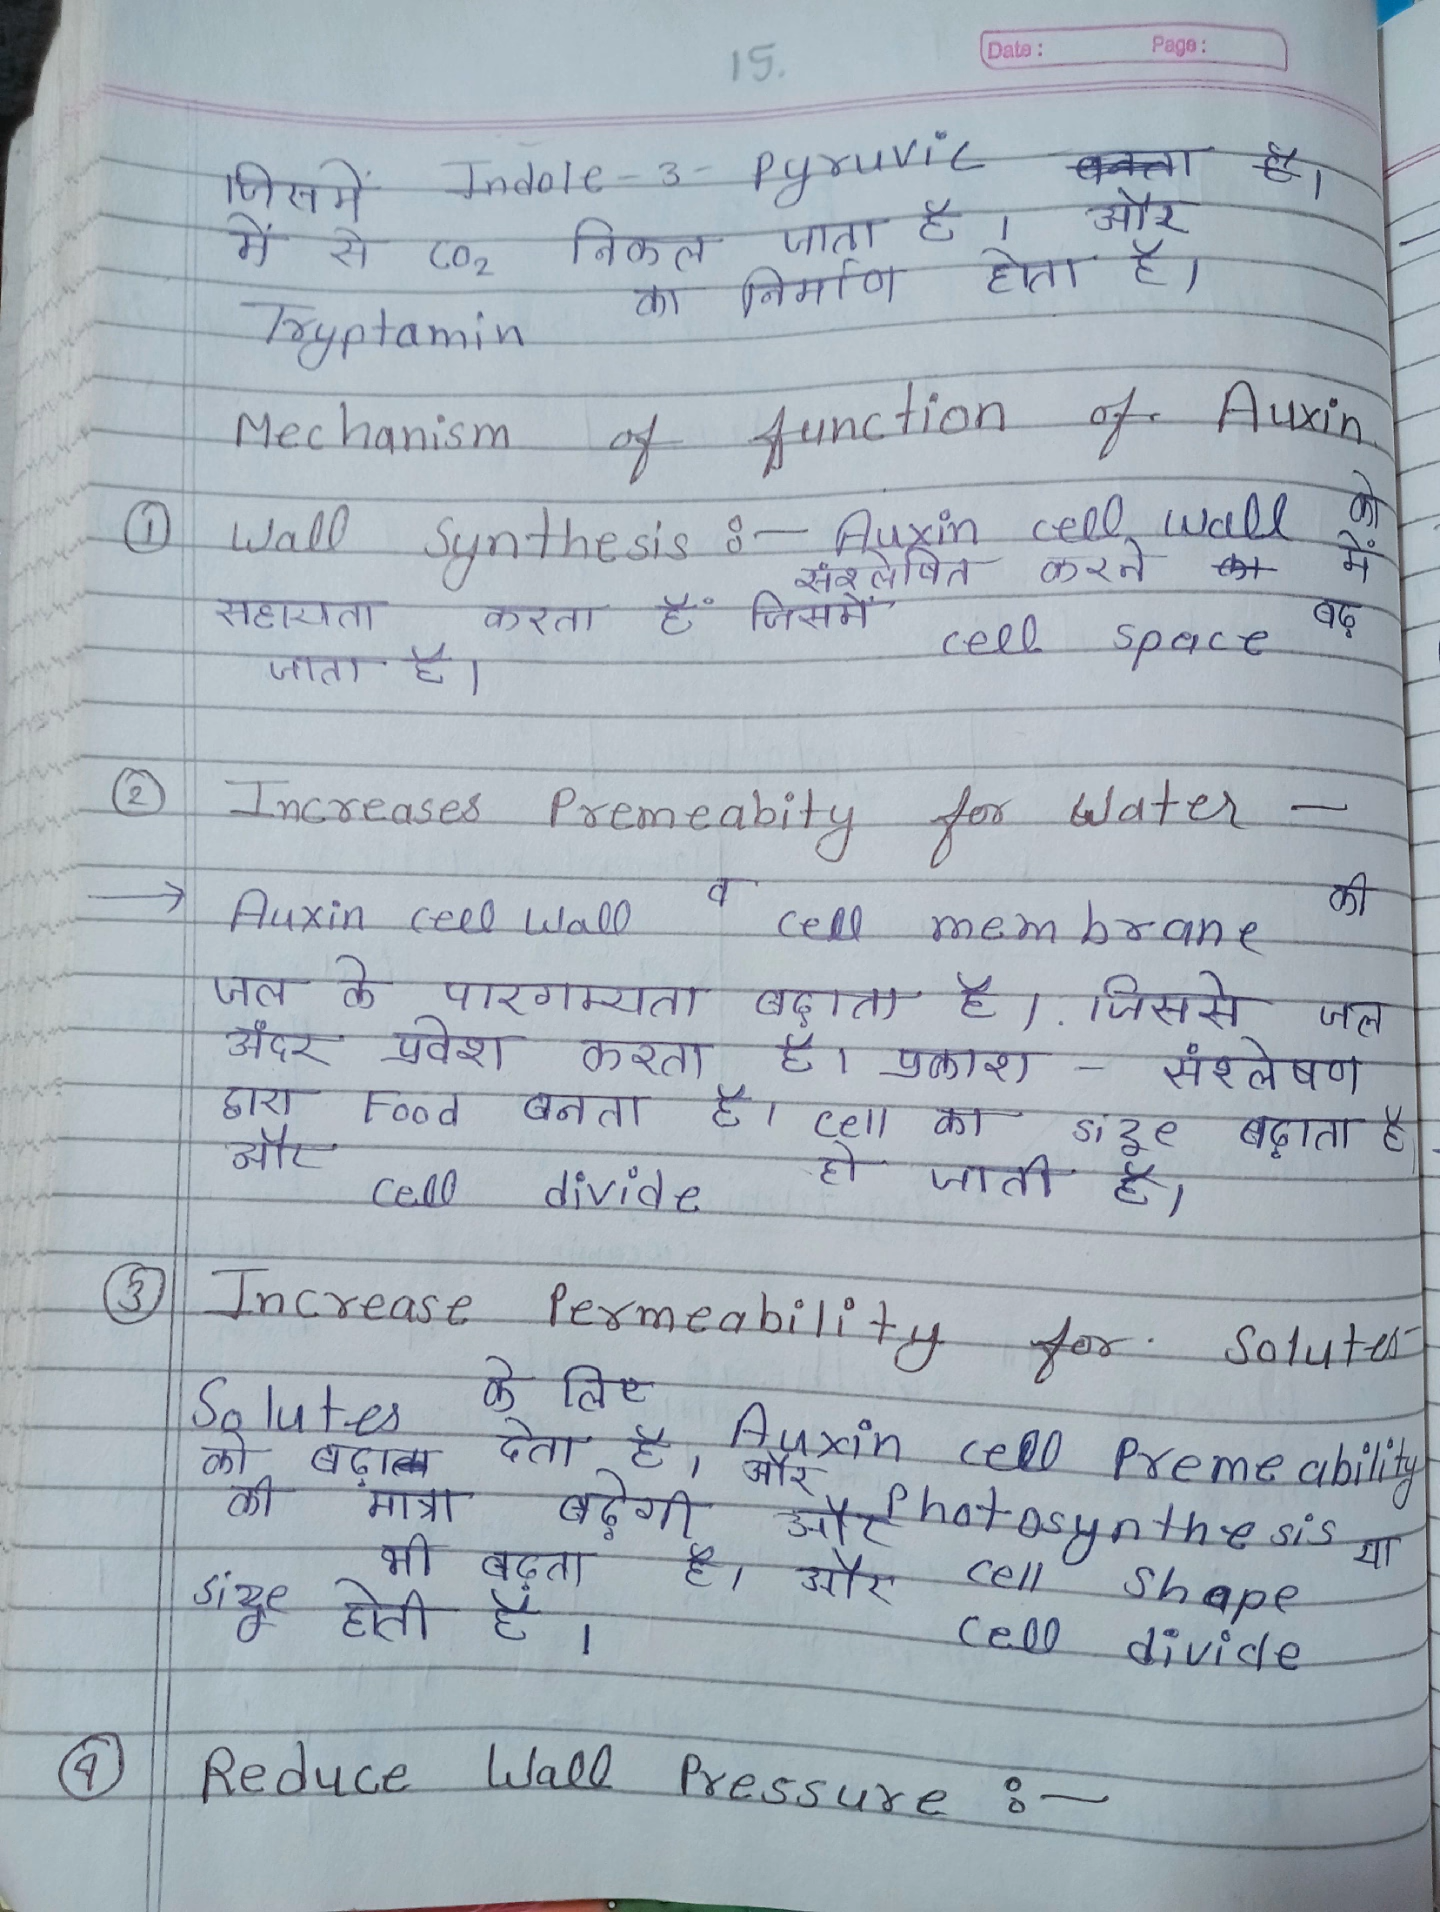 15.
Date: Page:
जिसमें Indole-3-Pyruvic बनता है।
में से CO2 निकल जाता है। और
Tryptamin का निर्माण होता है।
Mechanism of function of Auxin
① Wall Synthesis :- Auxin cell wall को
संश्लेषित करने का में
सहायता करता है जिसमें cell space बढ़
जाता है।
② Increases Premeabity for Water -
→ Auxin cell wall व cell membrane की
जल के पारगम्यता बढ़ाता है। जिससे जल
अंदर प्रवेश करता है। प्रकाश - संश्लेषण
द्वारा Food बनता है। cell का size बढ़ाता है
और cell divide हो जाती है।
③ Increase Permeability for Solutes
Solutes के लिए Auxin cell Premeability
को बढ़ा देता है, और Photosynthesis
की मात्रा बढ़ेगी और cell shape या
size भी बढ़ता है। और cell divide
होती है।
④ Reduce Wall Pressure :-